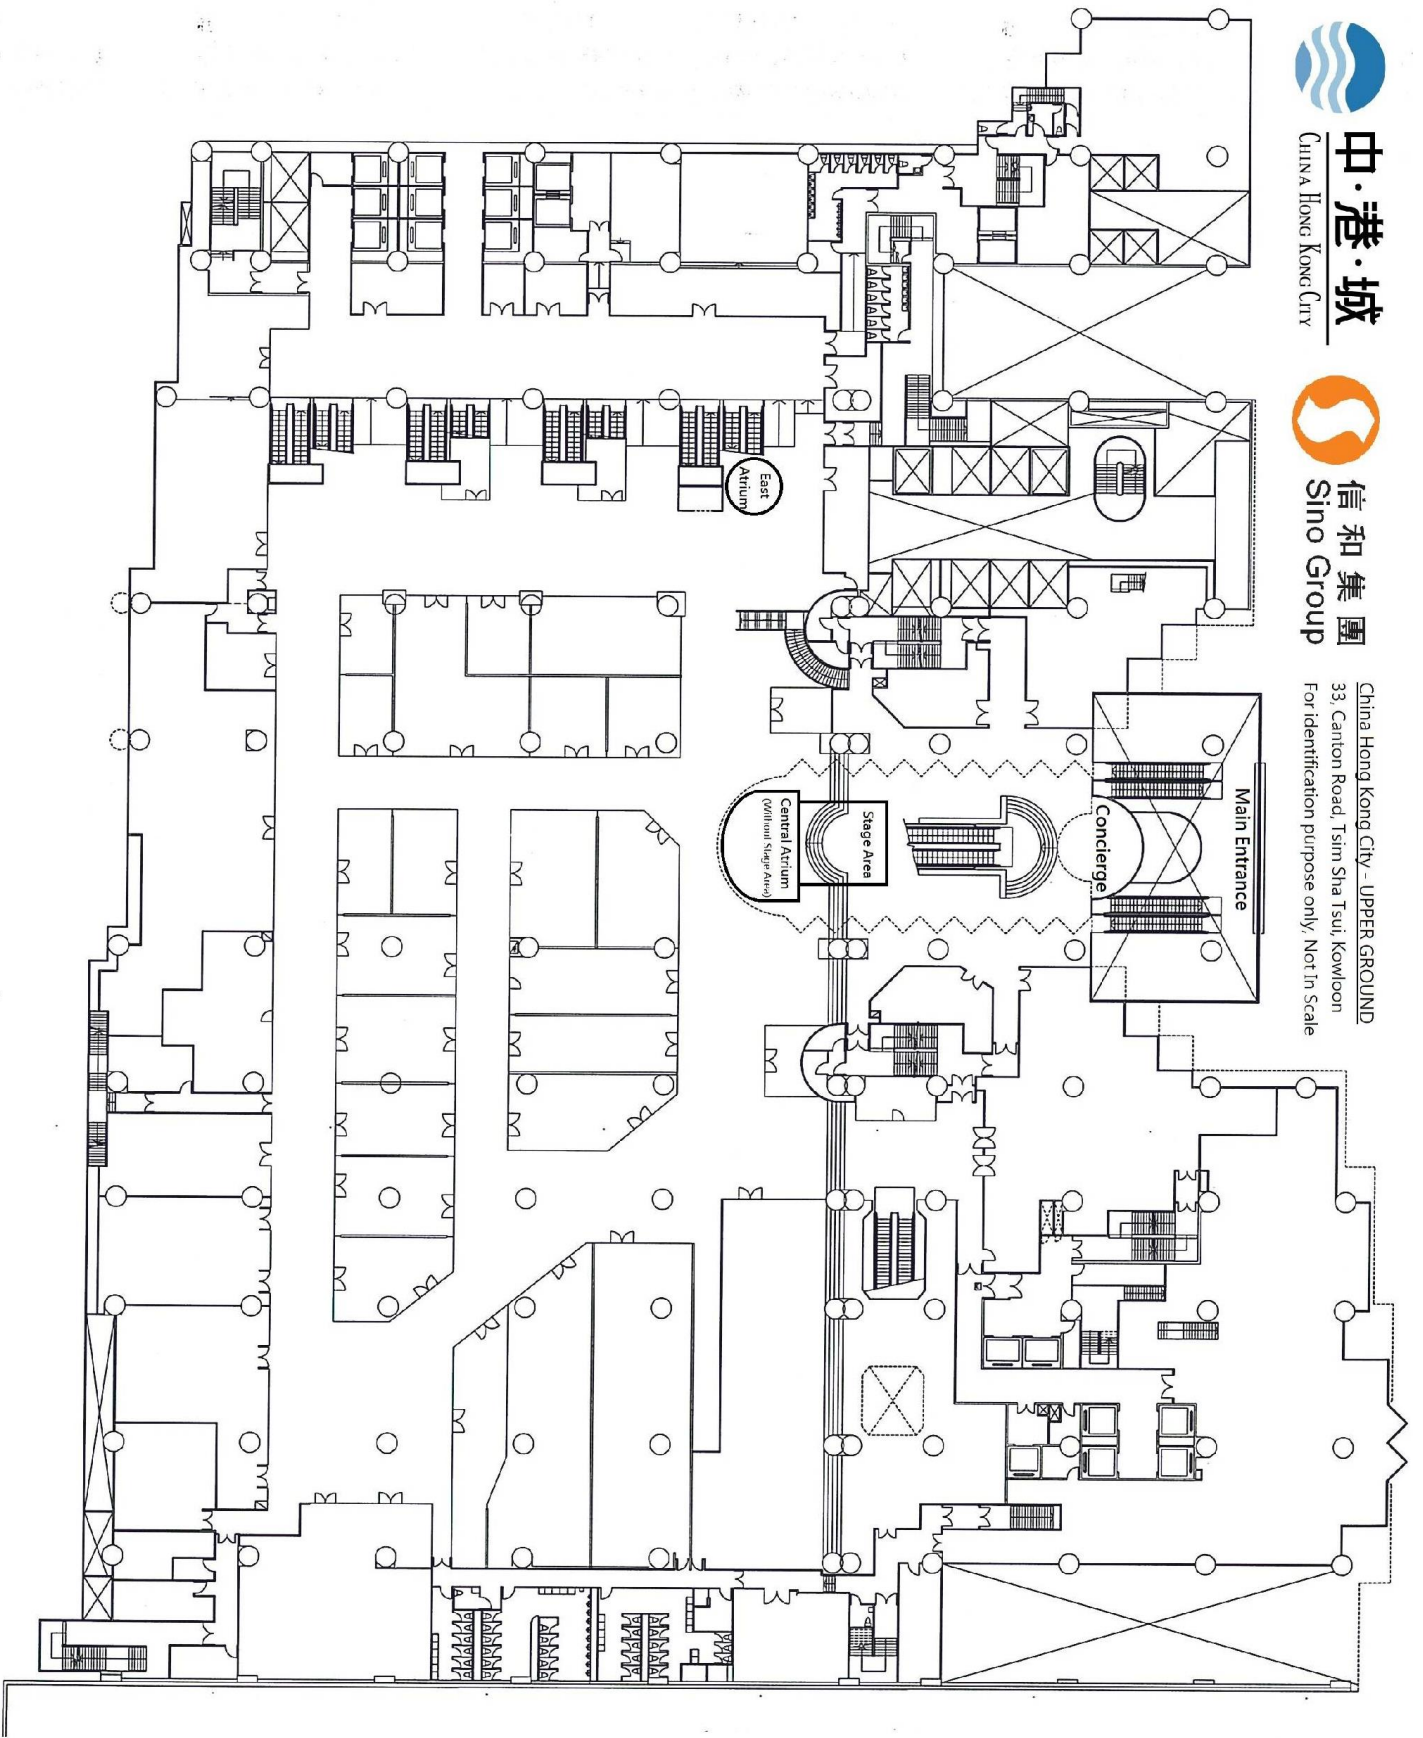 中·港·城
CHINA HONG KONG CITY
信和集團
Sino Group
China Hong Kong City - UPPER GROUND
33, Canton Road, Tsim Sha Tsui, Kowloon
For identification purpose only, Not In Scale
Main Entrance
Concierge
Stage Area
Central Atrium
(Without Stage Area)
East
Atrium